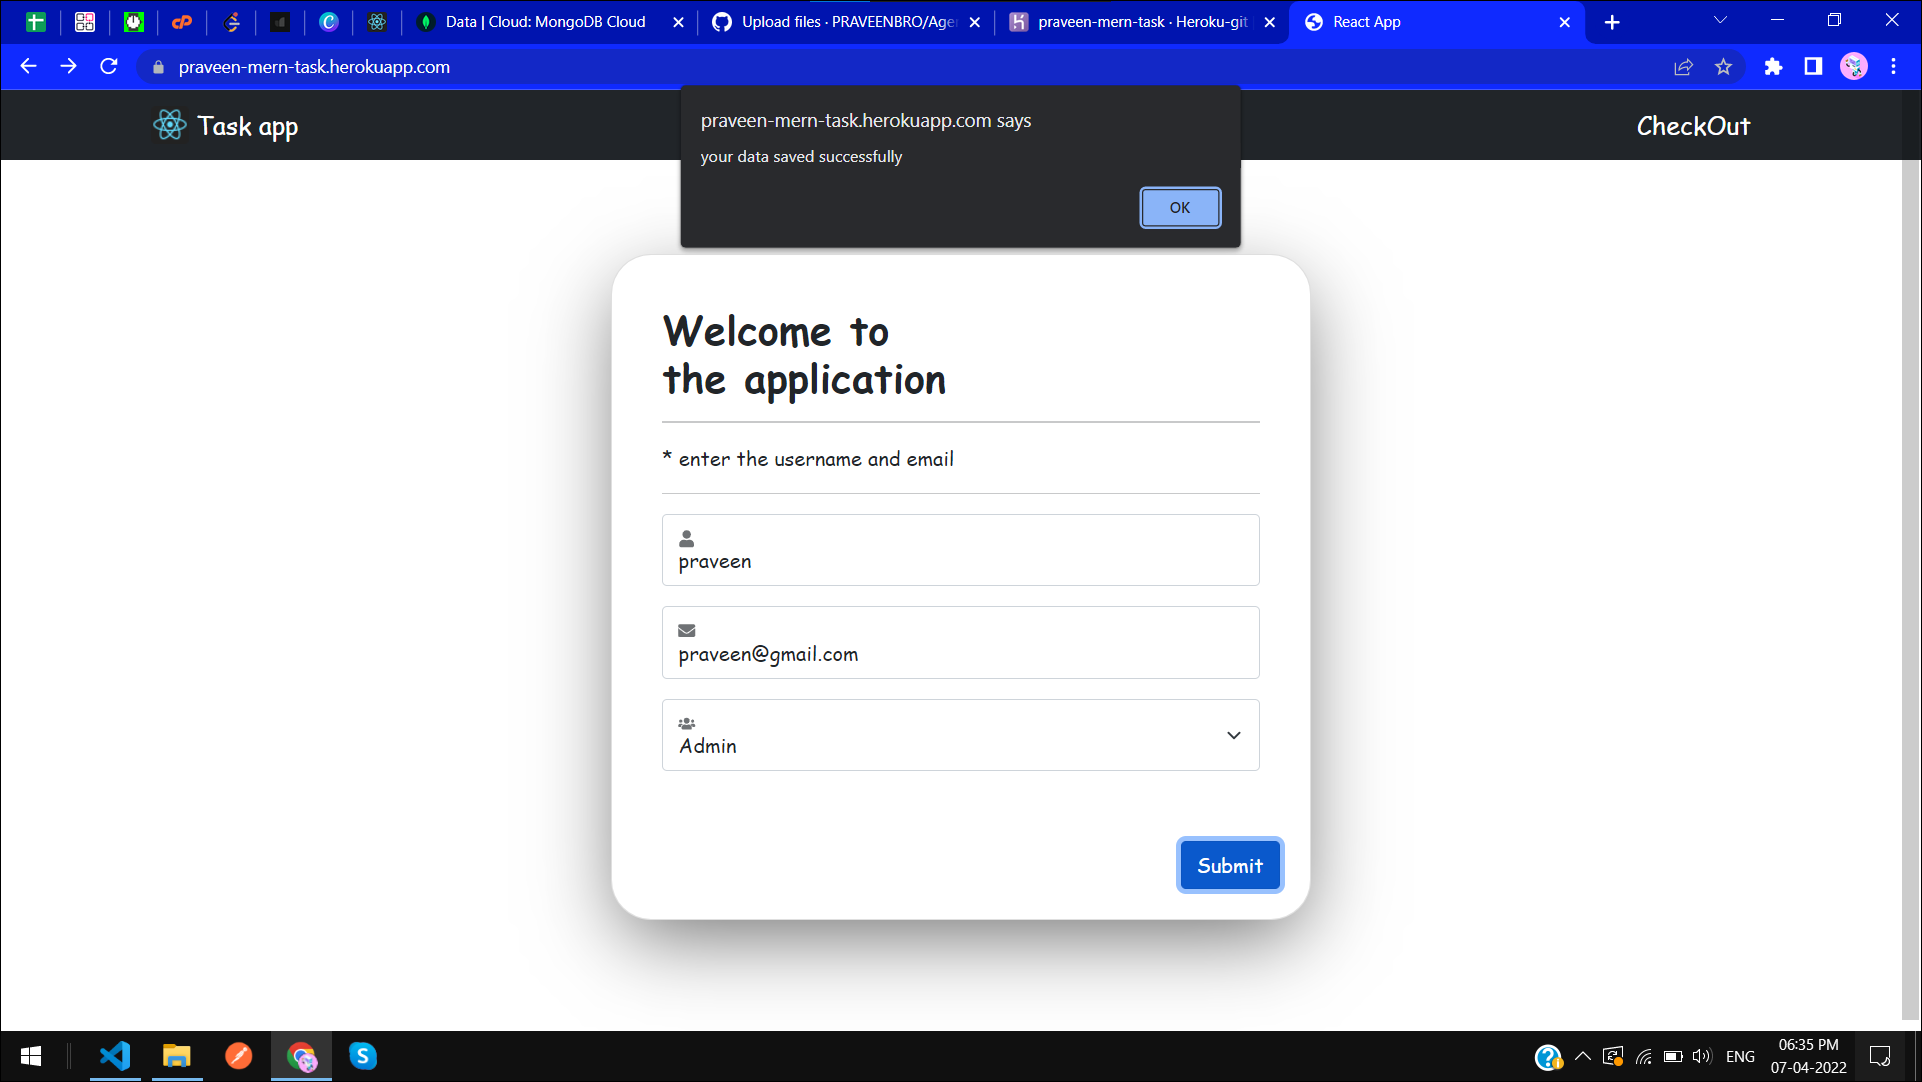 Data | Cloud: MongoDB Cloud
Upload files · PRAVEENBRO/Age
praveen-mern-task · Heroku-git
React App
praveen-mern-task.herokuapp.com
Task app
CheckOut
praveen-mern-task.herokuapp.com says
your data saved successfully
OK
Welcome to
the application
* enter the username and email
praveen
praveen@gmail.com
Admin
Submit
ENG
06:35 PM
07-04-2022